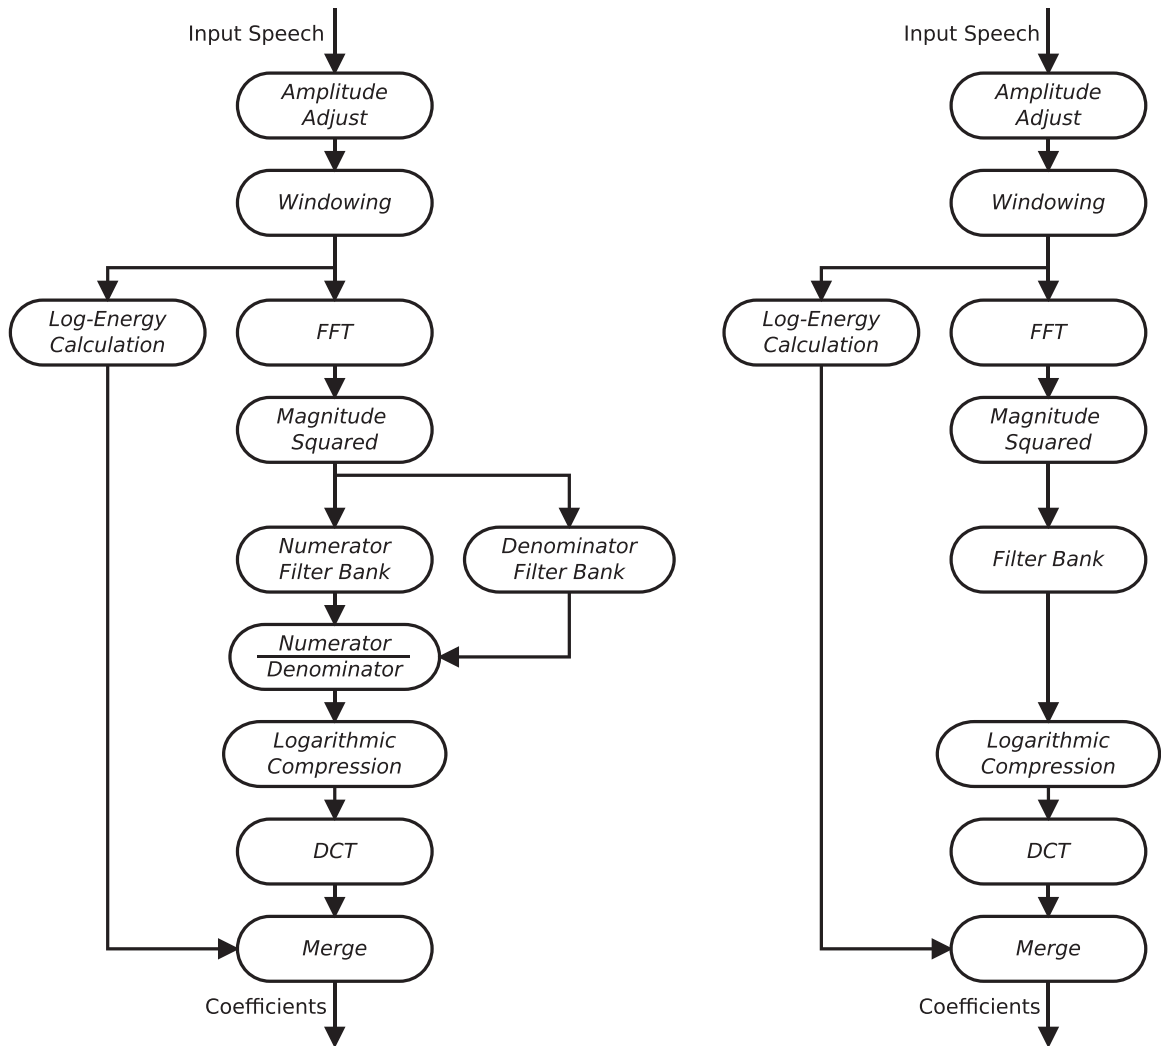 Input Speech
Amplitude
Adjust
Windowing
Log-Energy
Calculation
FFT
Magnitude
Squared
Numerator
Filter Bank
Denominator
Filter Bank
Numerator
Denominator
Logarithmic
Compression
DCT
Merge
Coefficients
Input Speech
Amplitude
Adjust
Windowing
Log-Energy
Calculation
FFT
Magnitude
Squared
Filter Bank
Logarithmic
Compression
DCT
Merge
Coefficients